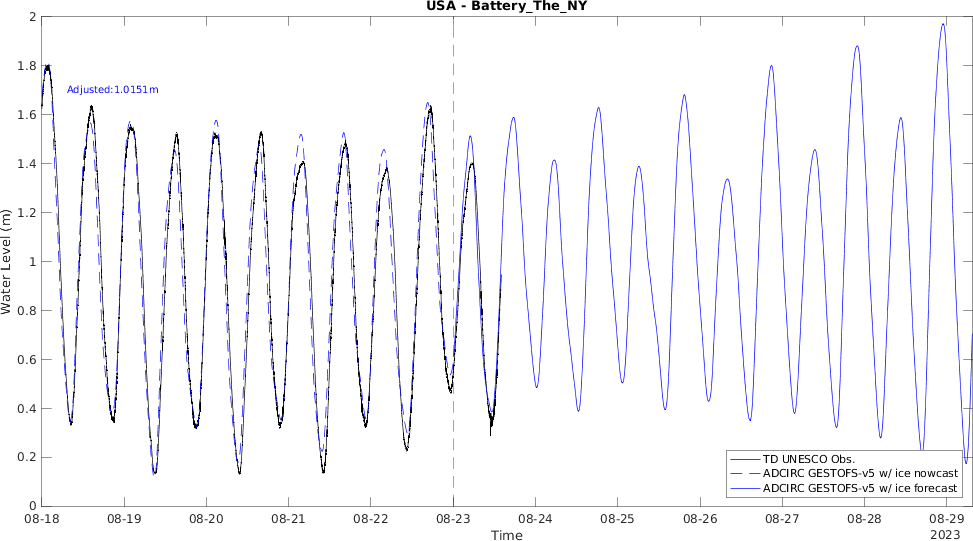 USA - Battery_The_NY
Adjusted:1.0151m
Water Level (m)
2
1.8
1.6
1.4
1.2
1
0.8
0.6
0.4
0.2
0
TD UNESCO Obs.
ADCIRC GESTOFS-v5 w/ ice nowcast
ADCIRC GESTOFS-v5 w/ ice forecast
08-18 08-19 08-20 08-21 08-22 08-23 08-24 08-25 08-26 08-27 08-28 08-29
Time
2023